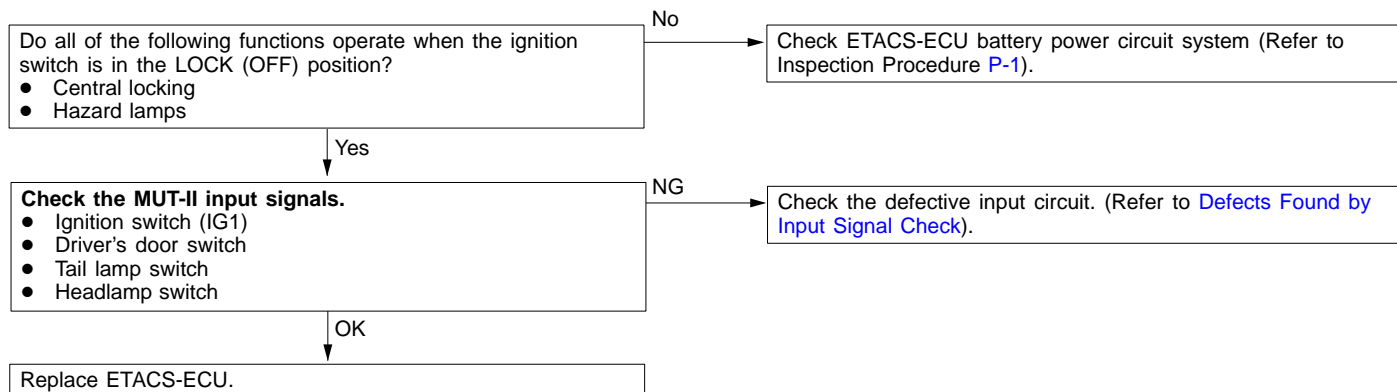 Do all of the following functions operate when the ignition
switch is in the LOCK (OFF) position?
● Central locking
● Hazard lamps
No
Check ETACS-ECU battery power circuit system (Refer to
Inspection Procedure P-1).
Yes
Check the MUT-II input signals.
● Ignition switch (IG1)
● Driver's door switch
● Tail lamp switch
● Headlamp switch
NG
Check the defective input circuit. (Refer to Defects Found by
Input Signal Check).
OK
Replace ETACS-ECU.